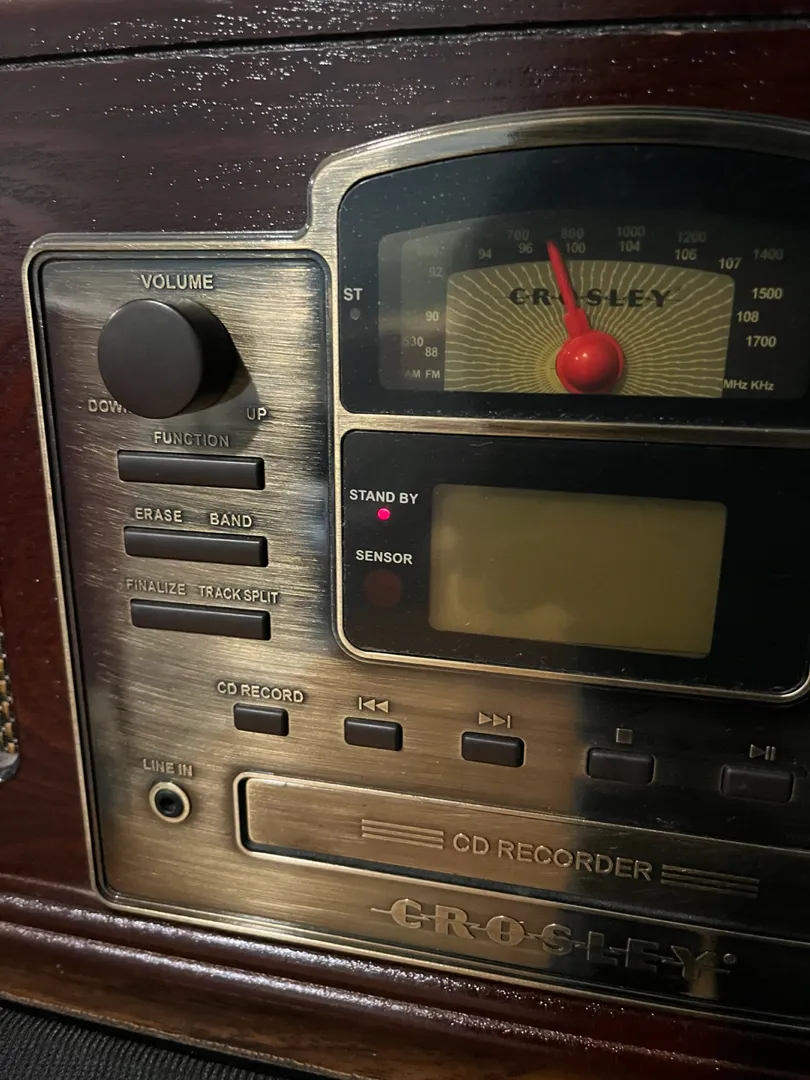 VOLUME
UP
FUNCTION
ERASE BAND
FINALIZE TRACK SPLIT
ST
700 800 1000 1200 1400
94 96 100 104 106 107
92
1500
90
108
530
1700
88
AM FM
MHz KHz
CROSLEY
STAND BY
SENSOR
CD RECORD
LINE IN
CD RECORDER
CROSLEY